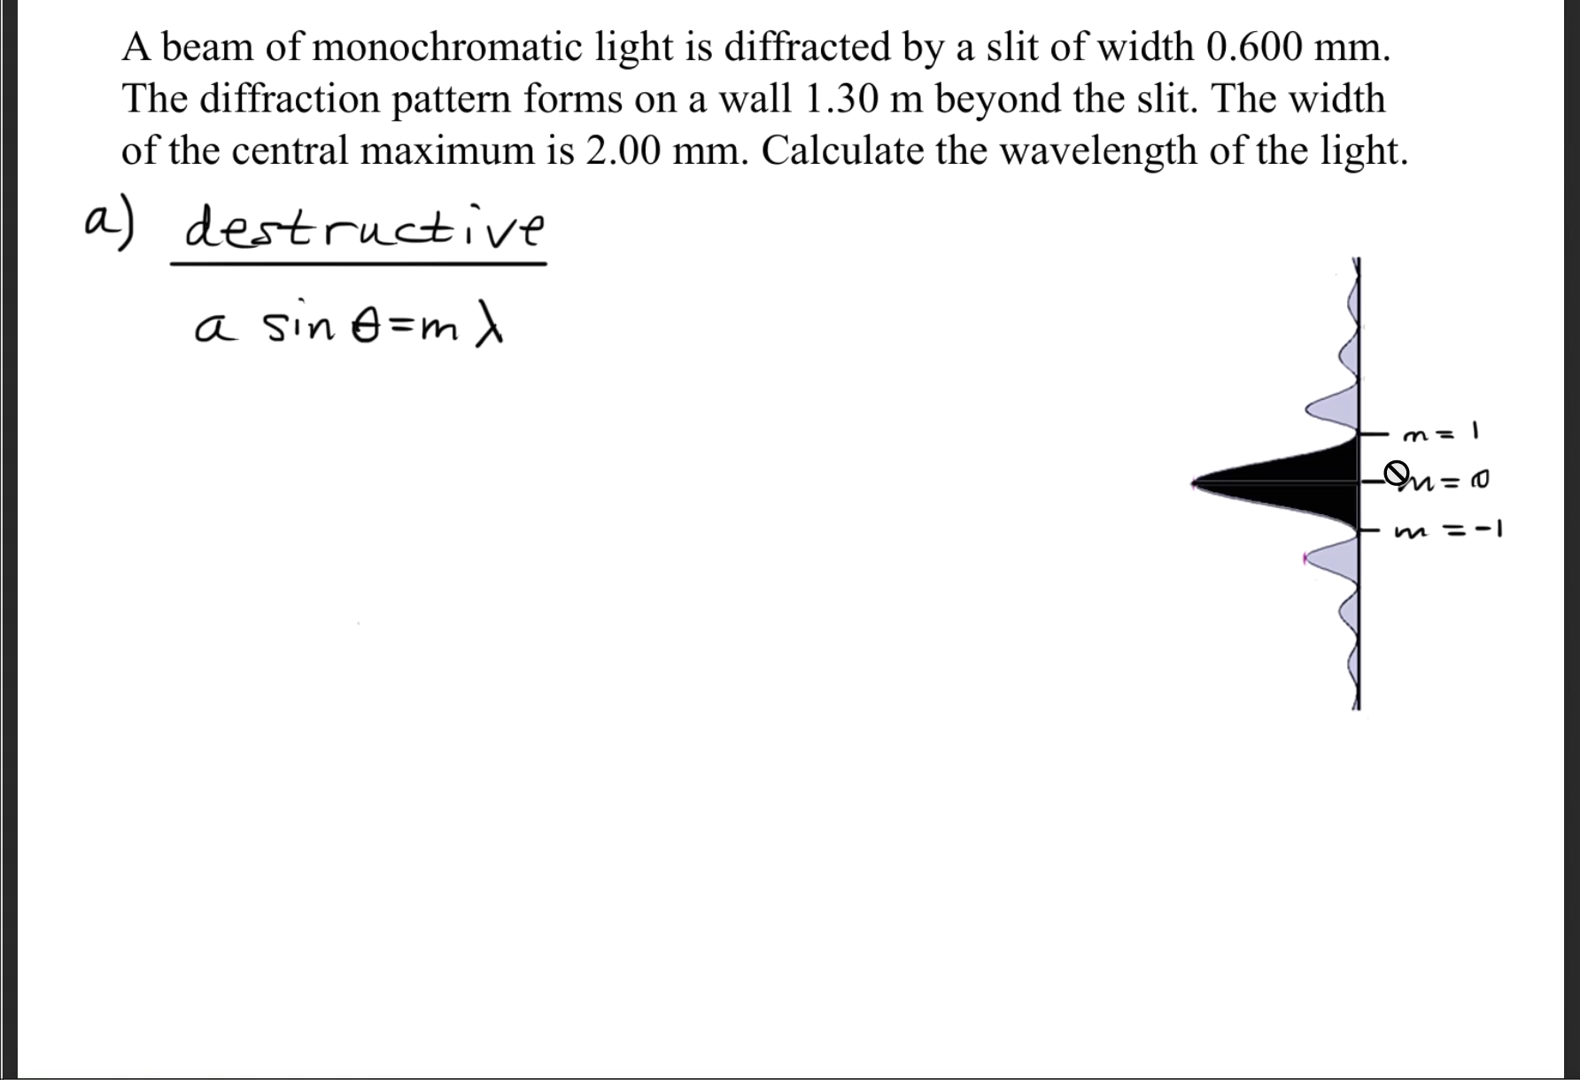 A beam of monochromatic light is diffracted by a slit of width 0.600 mm.
The diffraction pattern forms on a wall 1.30 m beyond the slit. The width
of the central maximum is 2.00 mm. Calculate the wavelength of the light.
a) destructive
a sin θ = m λ
m = 1
m = 0
m = -1